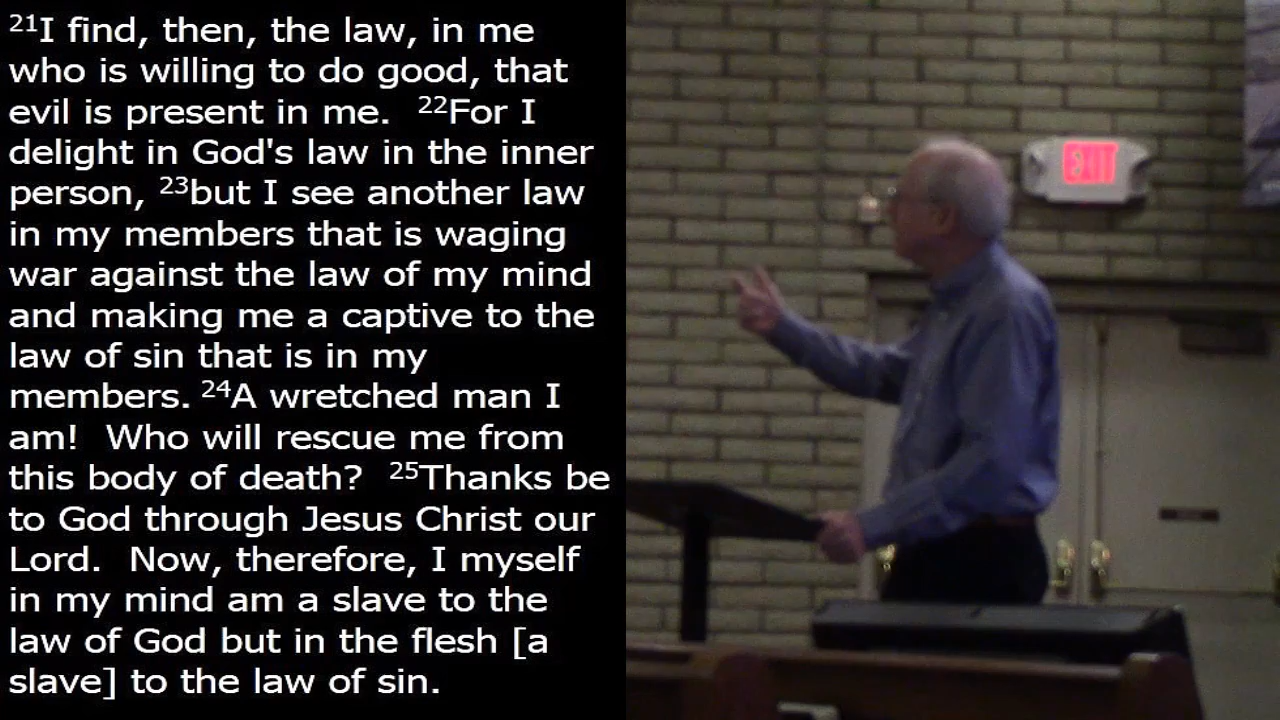 ²¹I find, then, the law, in me
who is willing to do good, that
evil is present in me.  ²²For I
delight in God's law in the inner
person, ²³but I see another law
in my members that is waging
war against the law of my mind
and making me a captive to the
law of sin that is in my
members. ²⁴A wretched man I
am!  Who will rescue me from
this body of death?  ²⁵Thanks be
to God through Jesus Christ our
Lord.  Now, therefore, I myself
in my mind am a slave to the
law of God but in the flesh [a
slave] to the law of sin.
EXIT